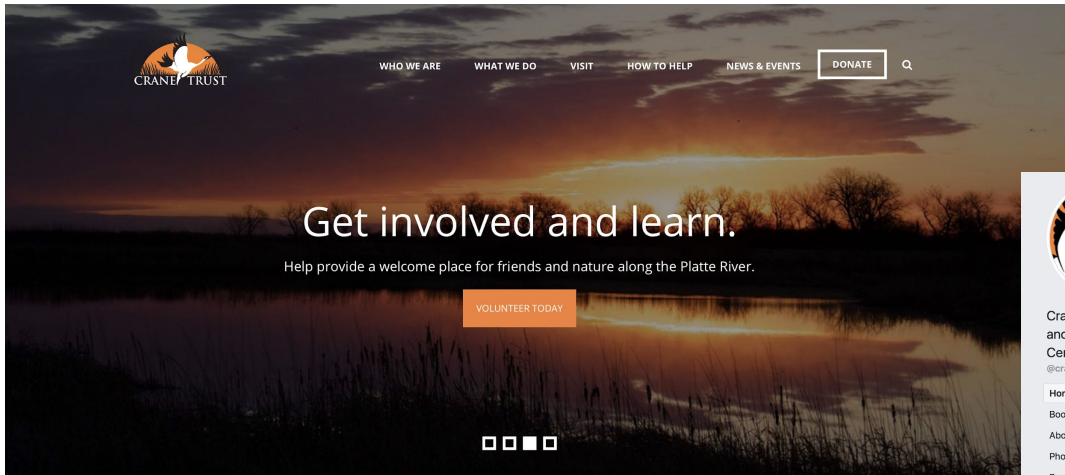 CRANE TRUST
WHO WE ARE WHAT WE DO VISIT HOW TO HELP NEWS & EVENTS DONATE
Get involved and learn.
Help provide a welcome place for friends and nature along the Platte River.
VOLUNTEER TODAY